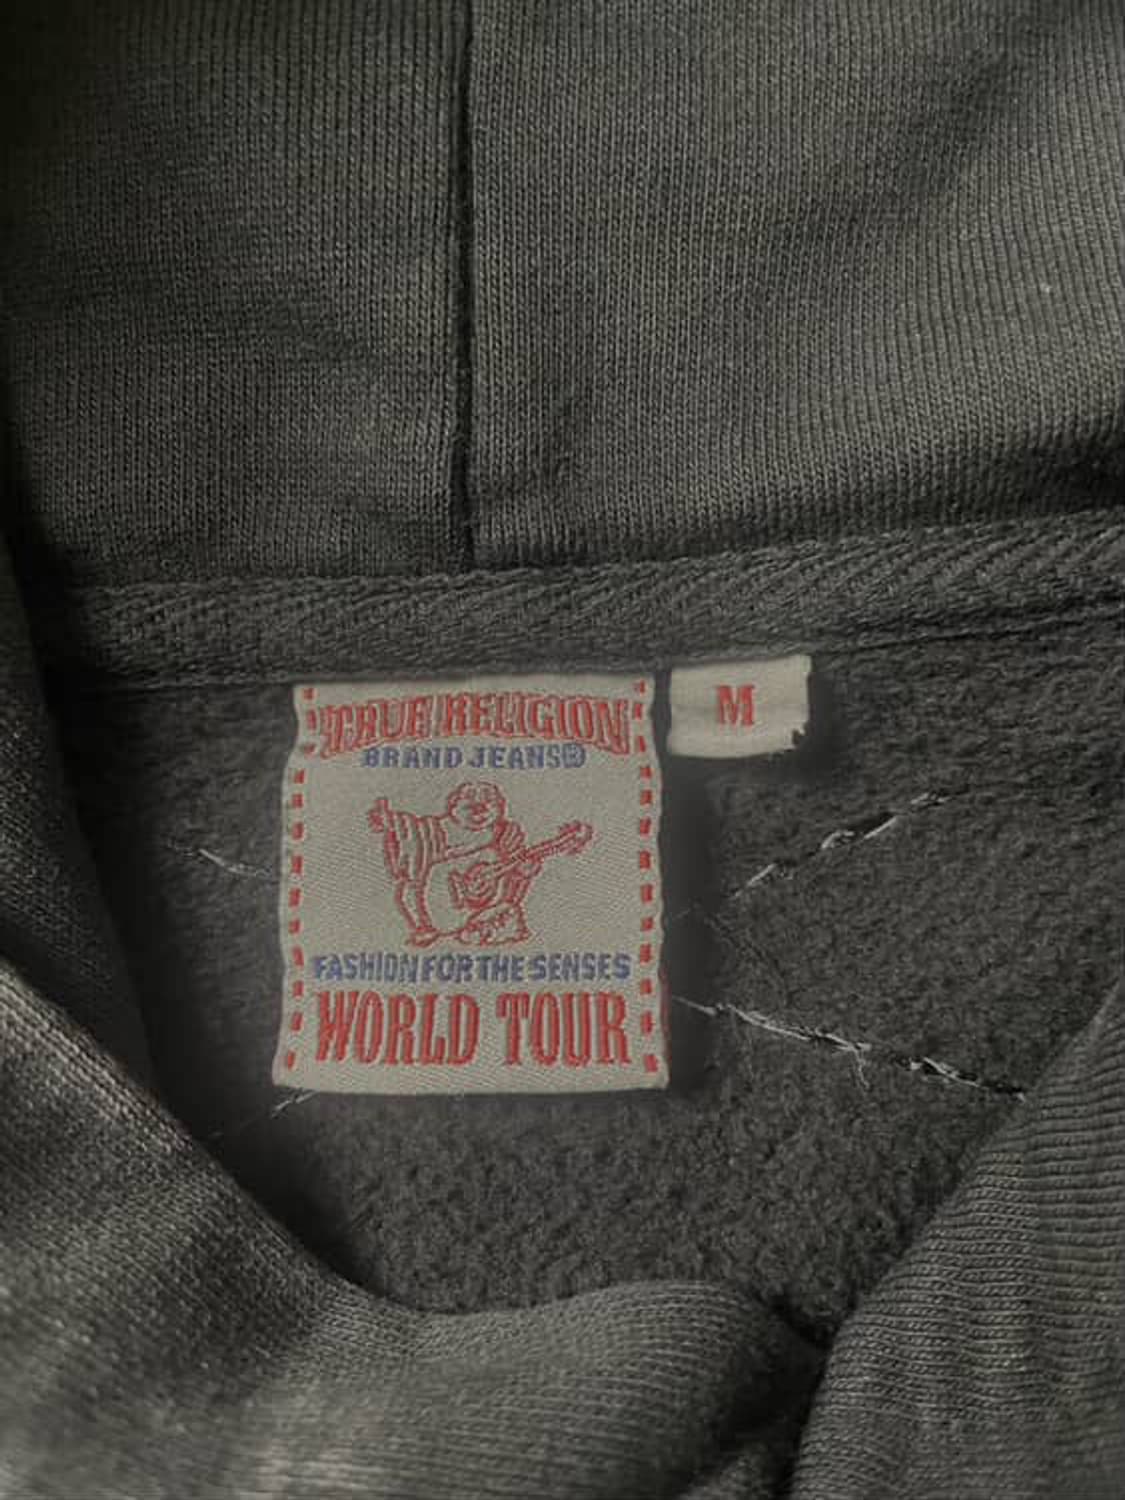 TRUE RELIGION
BRAND JEANS®
FASHION FOR THE SENSES
WORLD TOUR
M